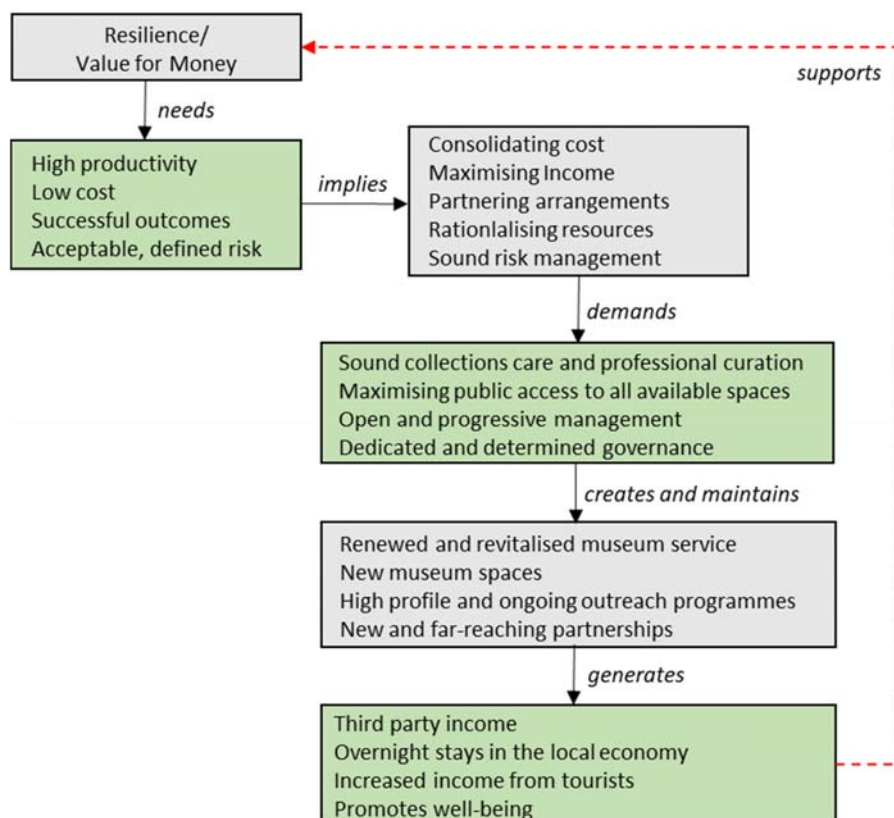 Resilience/
Value for Money
supports
needs
High productivity
Low cost
Successful outcomes
Acceptable, defined risk
implies
Consolidating cost
Maximising Income
Partnering arrangements
Rationlalising resources
Sound risk management
demands
Sound collections care and professional curation
Maximising public access to all available spaces
Open and progressive management
Dedicated and determined governance
creates and maintains
Renewed and revitalised museum service
New museum spaces
High profile and ongoing outreach programmes
New and far-reaching partnerships
generates
Third party income
Overnight stays in the local economy
Increased income from tourists
Promotes well-being